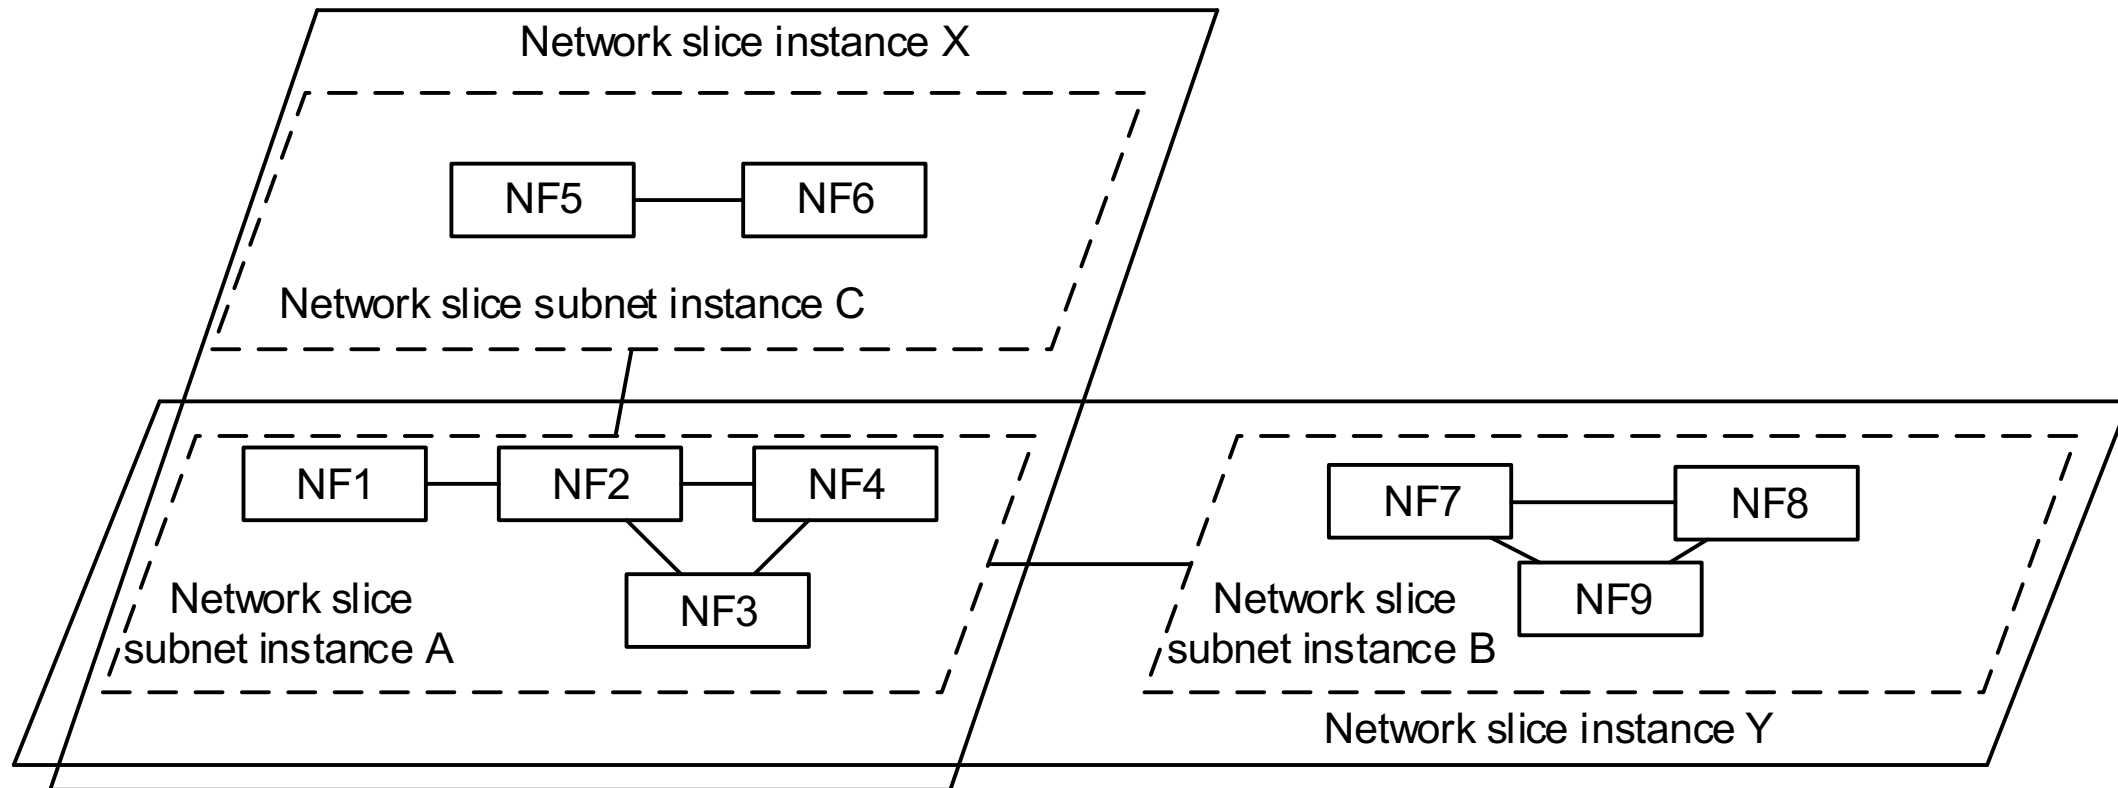 Network slice instance X
NF5
NF6
Network slice subnet instance C
NF1
NF2
NF4
NF3
Network slice
subnet instance A
NF7
NF8
NF9
Network slice
subnet instance B
Network slice instance Y